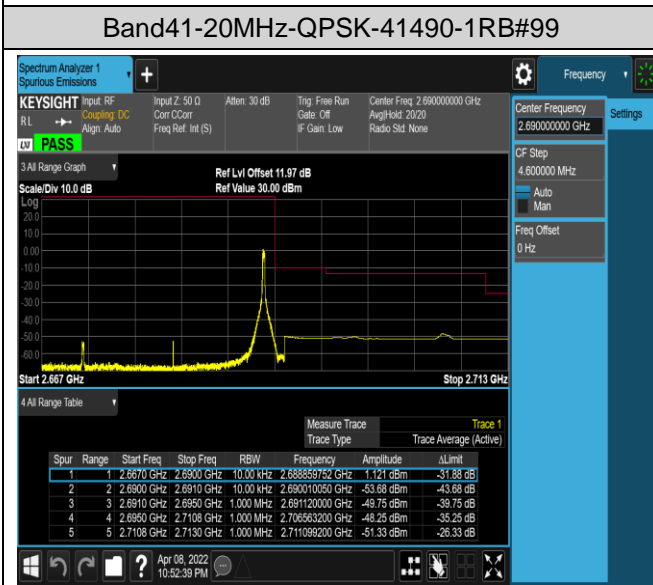 Band41-20MHz-QPSK-41490-1RB#99
Spectrum Analyzer 1
Spurious Emissions
Frequency
KEYSIGHT Input: RF Input Z: 50 Ω Atten: 30 dB Trig: Free Run Center Freq: 2.690000000 GHz
RL Coupling: DC Corr CCorr Gate: Off Avg|Hold: 20/20
Align: Auto Freq Ref: Int (S) IF Gain: Low Radio Std: None
LXI PASS
Center Frequency
2.690000000 GHz
Settings
CF Step
4.600000 MHz
Auto
Man
Freq Offset
0 Hz
3 All Range Graph
Ref Lvl Offset 11.97 dB
Scale/Div 10.0 dB Ref Value 30.00 dBm
Log
20.0
10.0
0.00
-10.0
-20.0
-30.0
-40.0
-50.0
-60.0
Start 2.667 GHz Stop 2.713 GHz
4 All Range Table
Measure Trace Trace 1
Trace Type Trace Average (Active)
Spur Range Start Freq Stop Freq RBW Frequency Amplitude ΔLimit
1 1 2.6670 GHz 2.6900 GHz 10.00 kHz 2.688859752 GHz 1.121 dBm -31.88 dB
2 2 2.6900 GHz 2.6910 GHz 10.00 kHz 2.690010050 GHz -53.68 dBm -43.68 dB
3 3 2.6910 GHz 2.6950 GHz 1.000 MHz 2.691120000 GHz -49.75 dBm -39.75 dB
4 4 2.6950 GHz 2.7108 GHz 1.000 MHz 2.706563200 GHz -48.25 dBm -35.25 dB
5 5 2.7108 GHz 2.7130 GHz 1.000 MHz 2.711099200 GHz -51.33 dBm -26.33 dB
Apr 08, 2022
10:52:39 PM